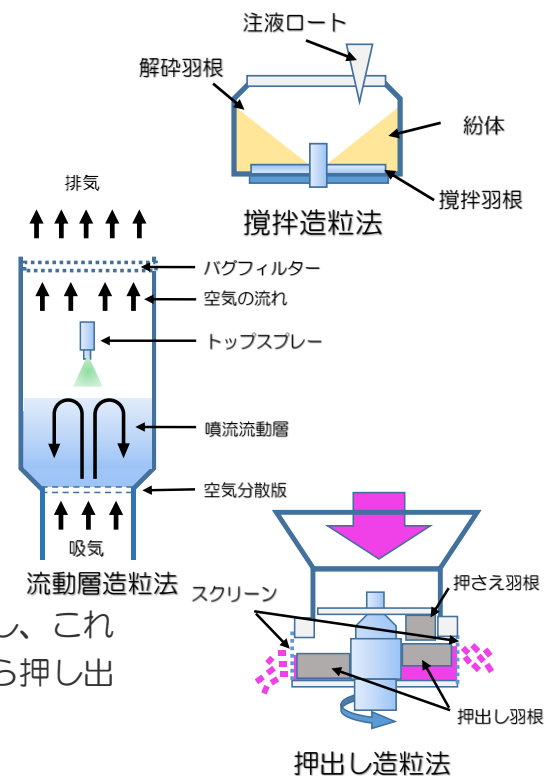 注液ロート
解砕羽根
紛体
撹拌羽根
撹拌造粒法
排気
バグフィルター
空気の流れ
トップスプレー
噴流流動層
空気分散版
吸気
流動層造粒法
し、これ
ら押し出
スクリーン
押さえ羽根
押出し羽根
押出し造粒法